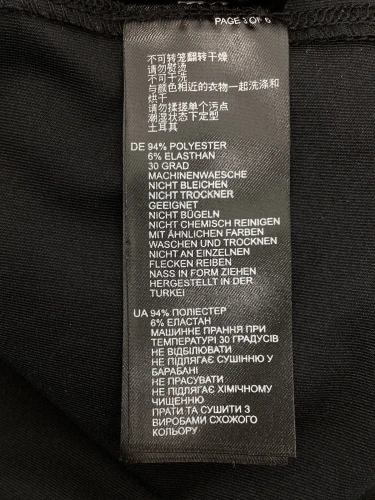 PAGE 3 OF 6
不可转笼翻转干燥
请勿熨烫
不可干洗
与颜色相近的衣物一起洗涤和
烘干
请勿揉搓单个污点
潮湿状态下定型
土耳其
DE 94% POLYESTER
6% ELASTHAN
30 GRAD
MACHINENWAESCHE
NICHT BLEICHEN
NICHT TROCKNER
GEEIGNET
NICHT BÜGELN
NICHT CHEMISCH REINIGEN
MIT ÄHNLICHEN FARBEN
WASCHEN UND TROCKNEN
NICHT AN EINZELNEN
FLECKEN REIBEN
NASS IN FORM ZIEHEN
HERGESTELLT IN DER
TURKEI
UA 94% ПОЛІЕСТЕР
6% ЕЛАСТАН
МАШИННЕ ПРАННЯ ПРИ
ТЕМПЕРАТУРІ 30 ГРАДУСІВ
НЕ ВІДБІЛЮВАТИ
НЕ ПІДЛЯГАЄ СУШІННЮ У
БАРАБАНІ
НЕ ПРАСУВАТИ
НЕ ПІДЛЯГАЄ ХІМІЧНОМУ
ЧИЩЕННЮ
ПРАТИ ТА СУШИТИ З
ВИРОБАМИ СХОЖОГО
КОЛЬОРУ